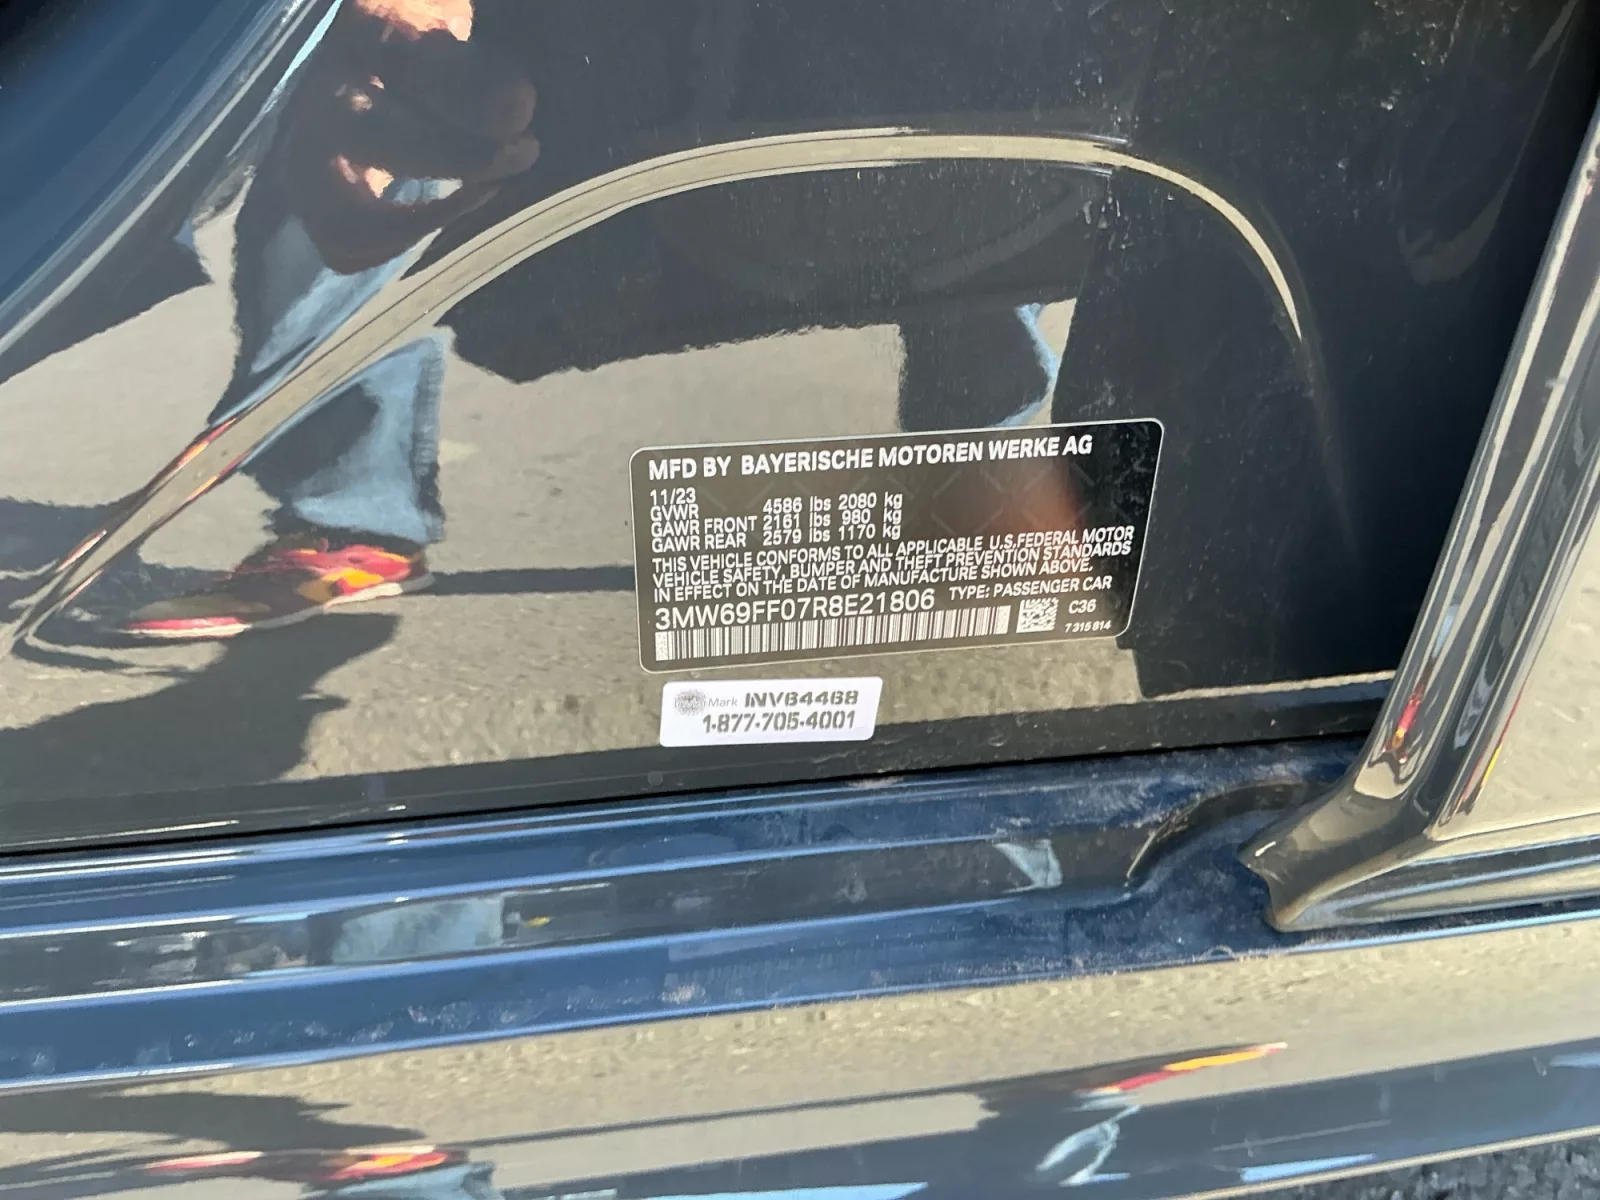 MFD BY BAYERISCHE MOTOREN WERKE AG
11/23
GVWR 4586 lbs 2080 kg
GAWR FRONT 2161 lbs 980 kg
GAWR REAR 2579 lbs 1170 kg
THIS VEHICLE CONFORMS TO ALL APPLICABLE U.S.FEDERAL MOTOR
VEHICLE SAFETY, BUMPER AND THEFT PREVENTION STANDARDS
IN EFFECT ON THE DATE OF MANUFACTURE SHOWN ABOVE.
3MW69FF07R8E21806 TYPE: PASSENGER CAR
C36
7 315 814
Mark INV64468
1-877-705-4001